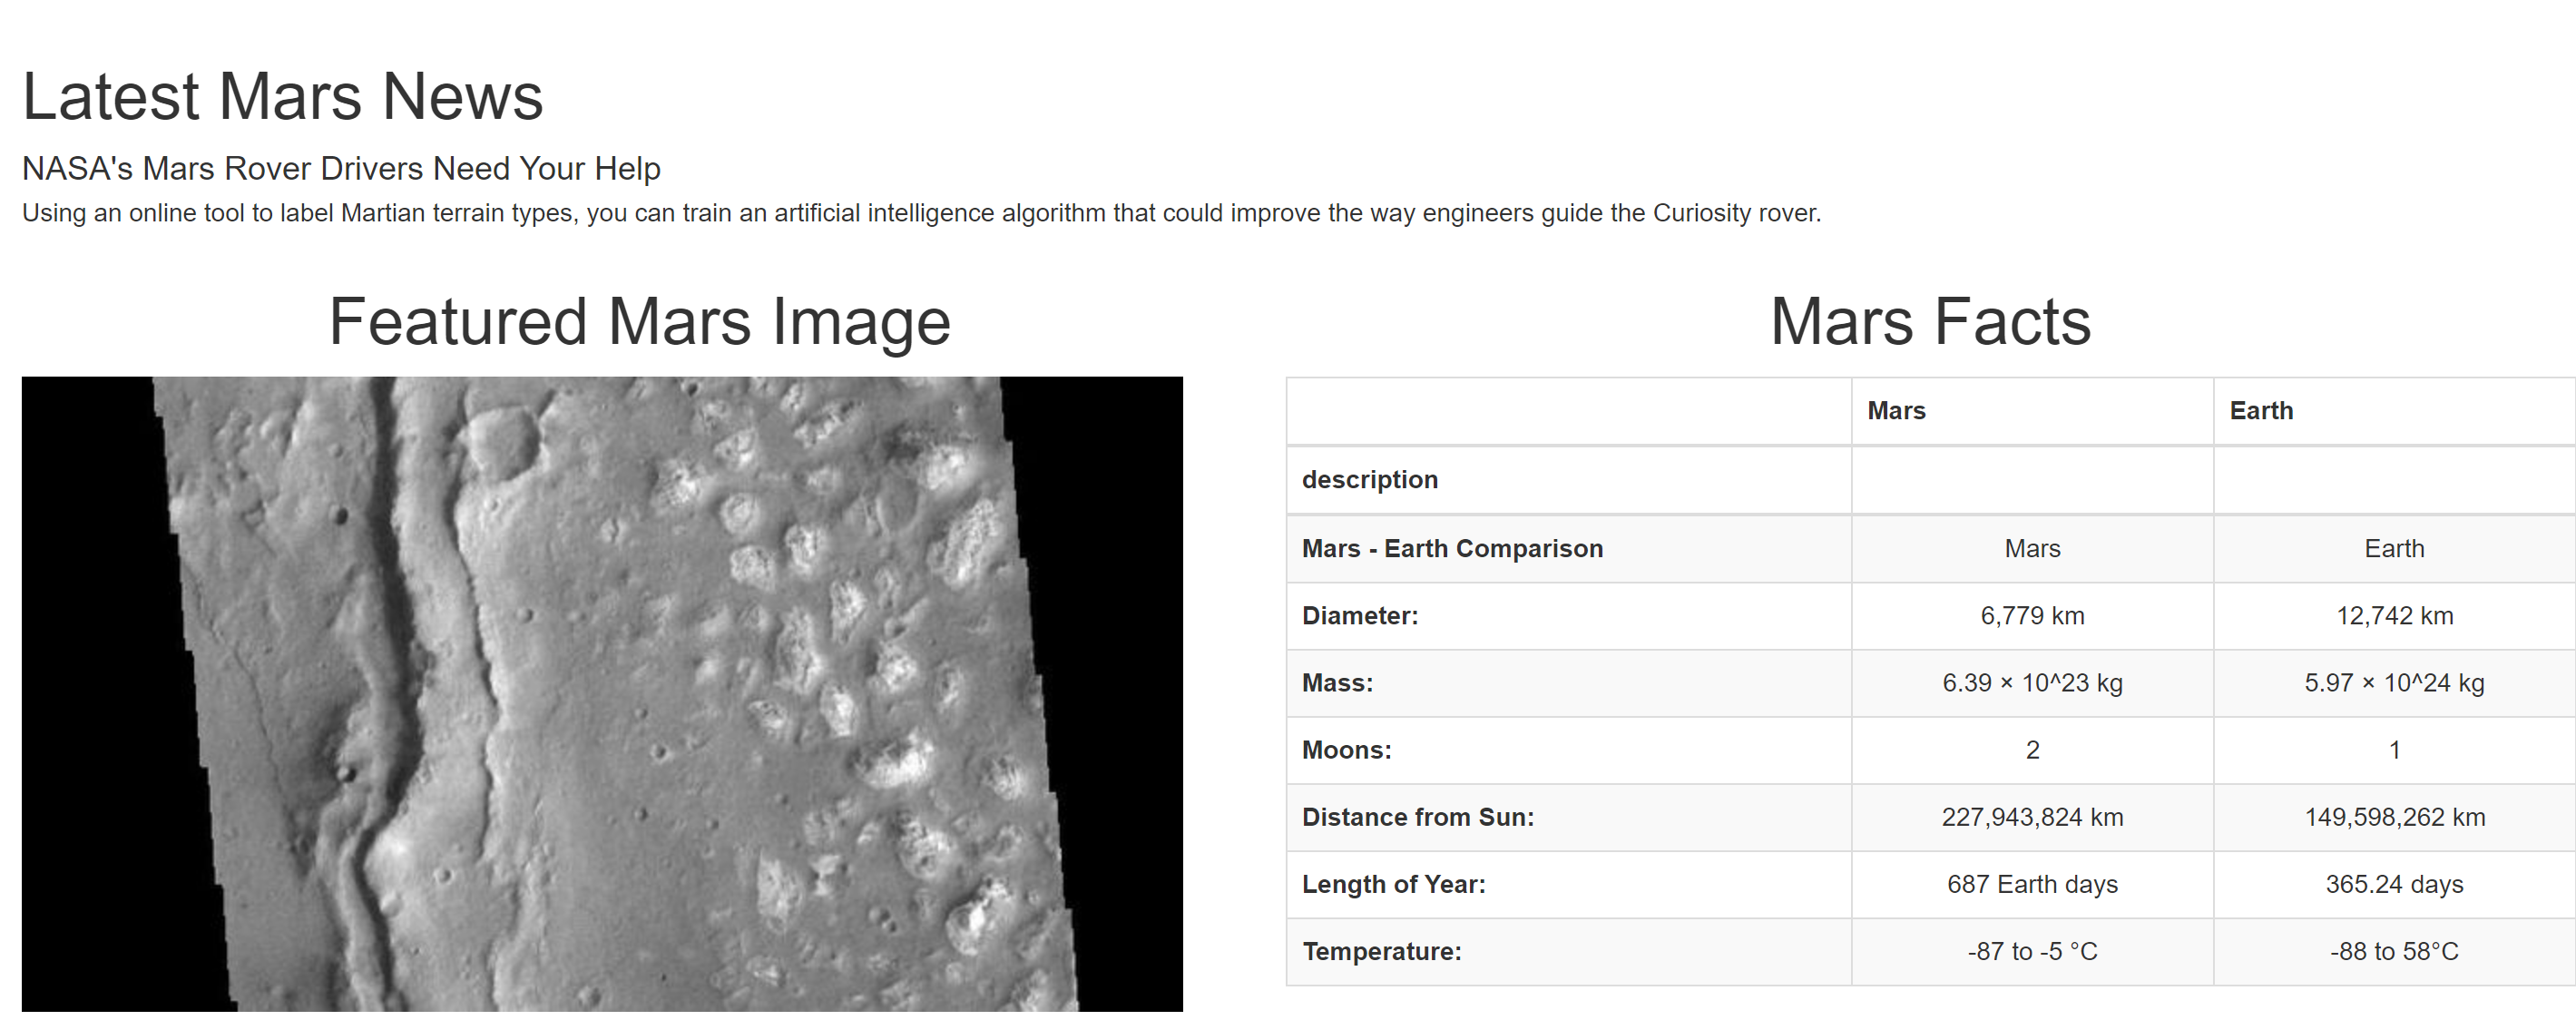 Latest Mars News
NASA's Mars Rover Drivers Need Your Help
Using an online tool to label Martian terrain types, you can train an artificial intelligence algorithm that could improve the way engineers guide the Curiosity rover.
Featured Mars Image
Mars Facts
Mars Earth
description
Mars - Earth Comparison Mars Earth
Diameter: 6,779 km 12,742 km
Mass: 6.39 × 10^23 kg 5.97 × 10^24 kg
Moons: 2 1
Distance from Sun: 227,943,824 km 149,598,262 km
Length of Year: 687 Earth days 365.24 days
Temperature: -87 to -5 °C -88 to 58°C